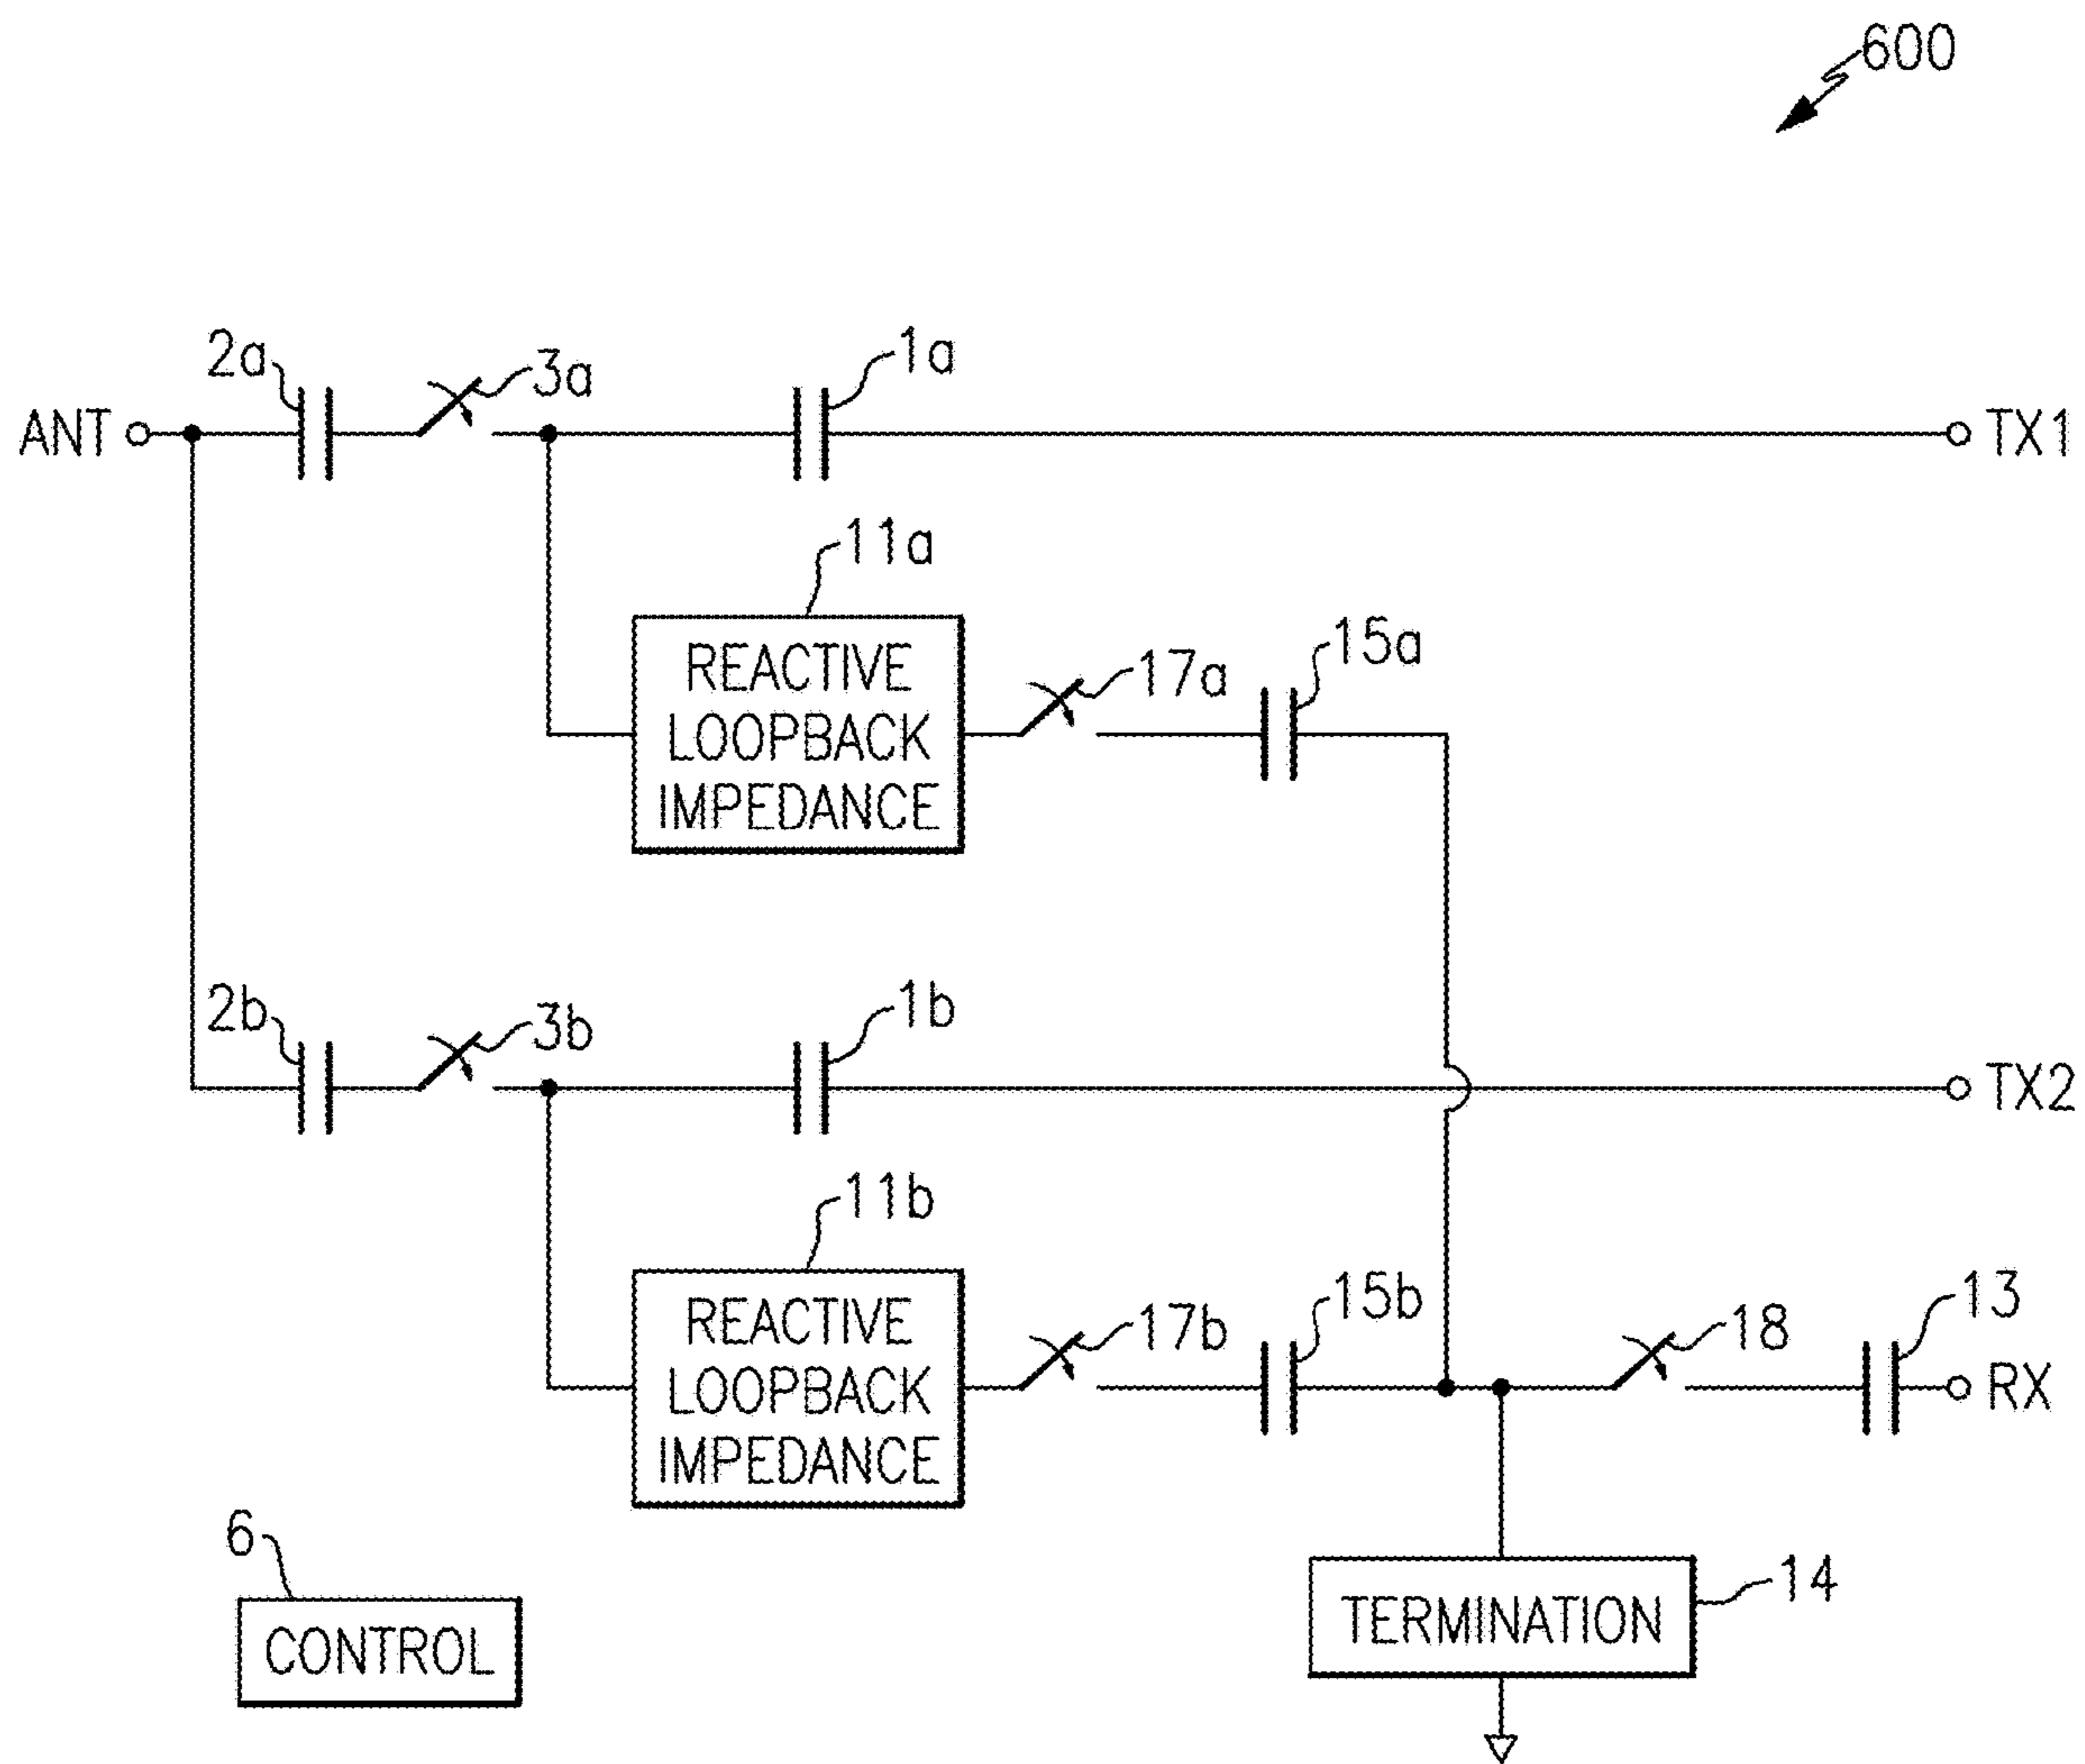 600
2a
3a
1a
ANT
TX1
11a
REACTIVE
LOOPBACK
IMPEDANCE
17a
15a
2b
3b
1b
TX2
11b
REACTIVE
LOOPBACK
IMPEDANCE
17b
15b
18
13
RX
6
CONTROL
TERMINATION
14